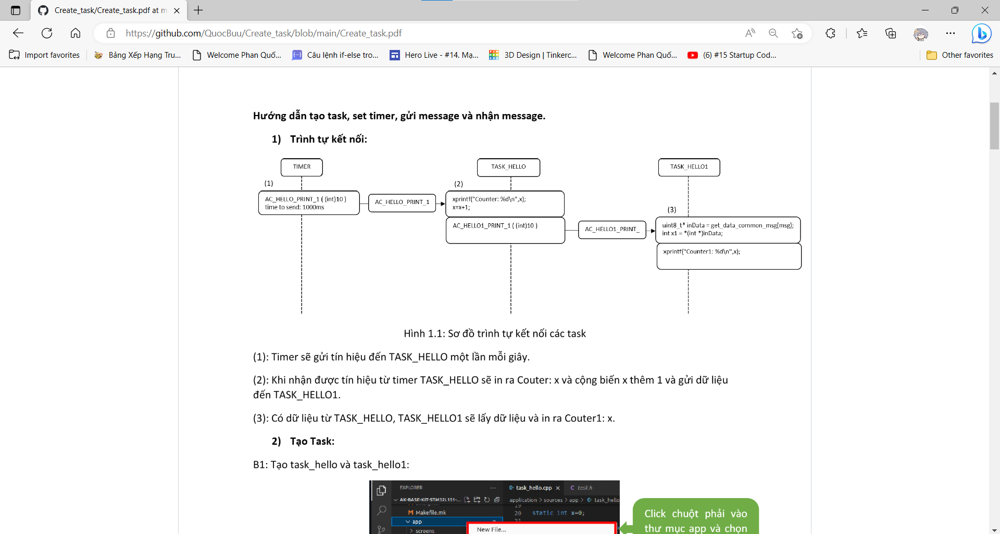 Create_task/Create_task.pdf at m
https://github.com/QuocBuu/Create_task/blob/main/Create_task.pdf
Import favorites
Bảng Xếp Hạng Tru...
Welcome Phan Quố...
Câu lệnh if-else tro...
Hero Live - #14. Mạ...
3D Design | Tinkerc...
Welcome Phan Quố...
(6) #15 Startup Cod...
Other favorites
Hướng dẫn tạo task, set timer, gửi message và nhận message.
1) Trình tự kết nối:
TIMER
TASK_HELLO
TASK_HELLO1
(1)
(2)
AC_HELLO_PRINT_1 ( (int)10 )
time to send: 1000ms
AC_HELLO_PRINT_1
xprintf("Counter: %d\n",x);
x=x+1;
AC_HELLO1_PRINT_1 ( (int)10 )
AC_HELLO1_PRINT_
(3)
uint8_t* inData = get_data_common_msg(msg);
int x1 = *(int *)inData;
xprintf("Counter1: %d\n",x);
Hình 1.1: Sơ đồ trình tự kết nối các task
(1): Timer sẽ gửi tín hiệu đến TASK_HELLO một lần mỗi giây.
(2): Khi nhận được tín hiệu từ timer TASK_HELLO sẽ in ra Couter: x và cộng biến x thêm 1 và gửi dữ liệu
đến TASK_HELLO1.
(3): Có dữ liệu từ TASK_HELLO, TASK_HELLO1 sẽ lấy dữ liệu và in ra Couter1: x.
2) Tạo Task:
B1: Tạo task_hello và task_hello1:
EXPLORER
task_hello.cpp
task.h
AK-BASE-KIT-STM32L151-...
application > sources > app > task_hello
Makefile.mk
19
20 static int x=0;
app
21
screens
New File...
Click chuột phải vào
thư mục app và chọn